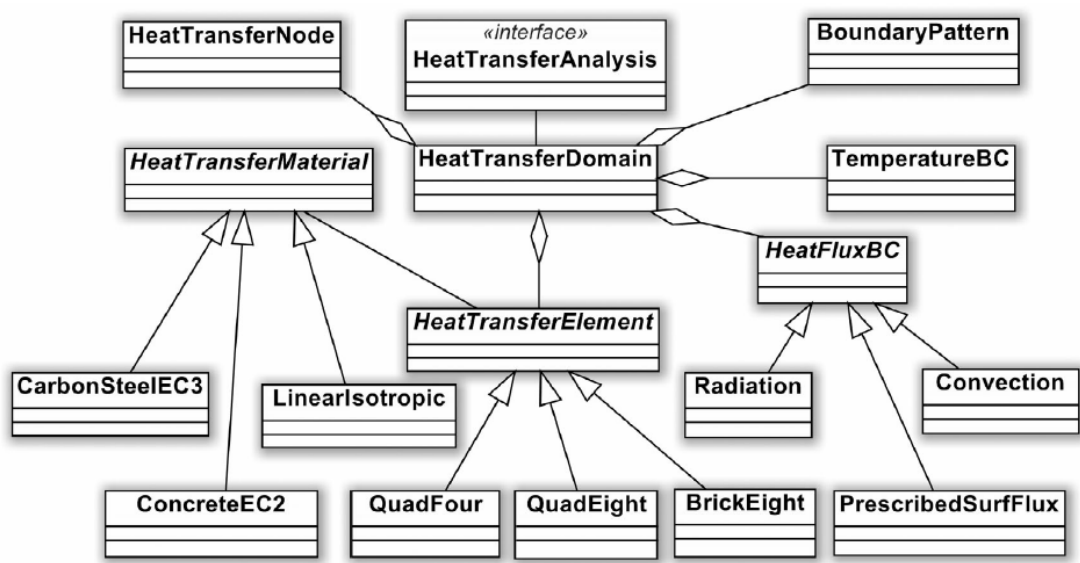 HeatTransferNode
«interface»
HeatTransferAnalysis
BoundaryPattern
HeatTransferMaterial
HeatTransferDomain
TemperatureBC
HeatFluxBC
HeatTransferElement
CarbonSteelEC3
LinearIsotropic
Radiation
Convection
ConcreteEC2
QuadFour
QuadEight
BrickEight
PrescribedSurfFlux